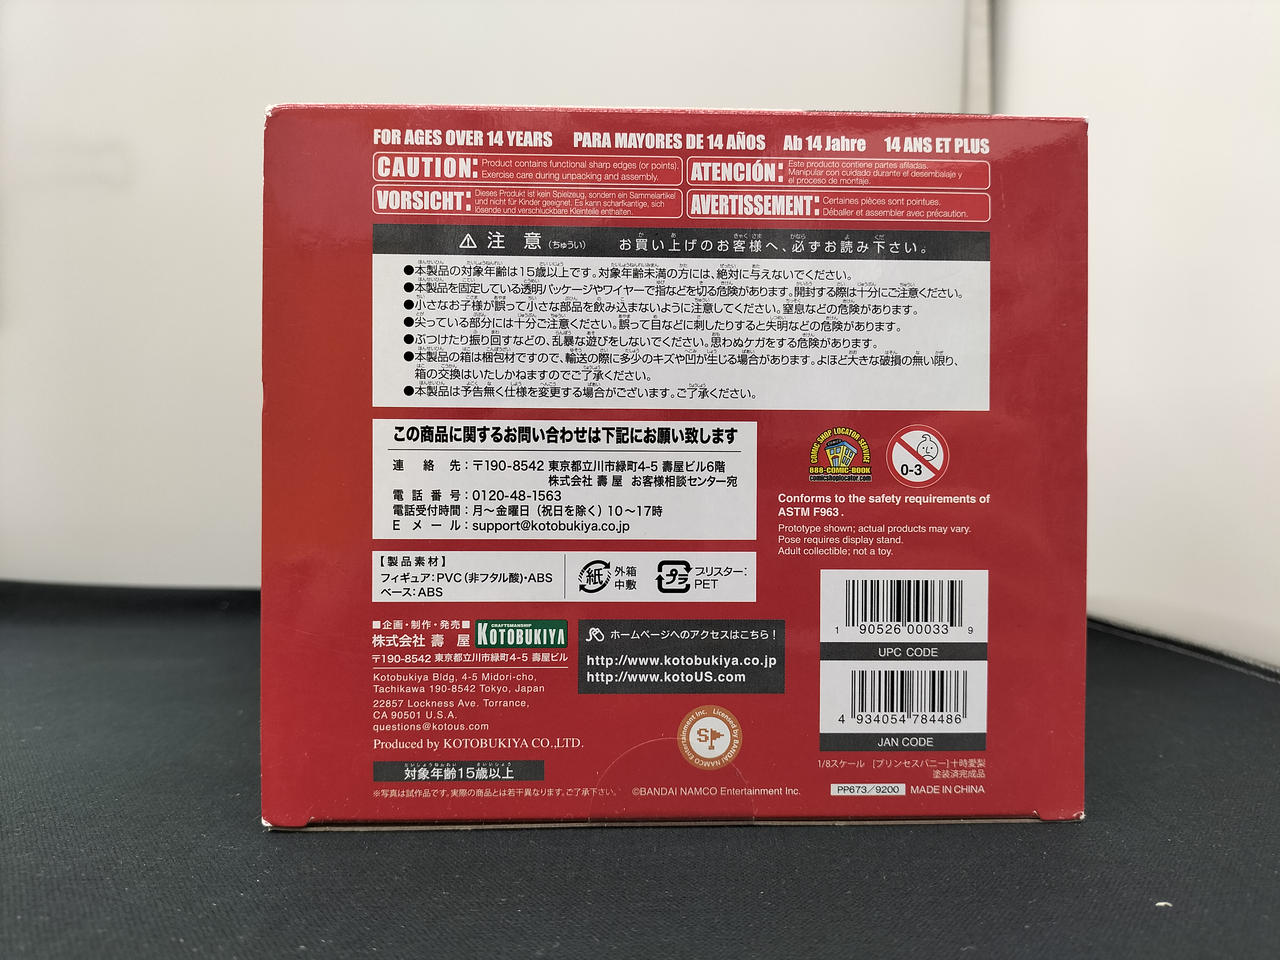 FOR AGES OVER 14 YEARS PARA MAYORES DE 14 AÑOS Ab 14 Jahre 14 ANS ET PLUS
CAUTION: Product contains functional sharp edges (or points).
Exercise care during unpacking and assembly.
ATENCIÓN: Este producto contiene partes afiladas.
Manipular con cuidado durante el desembalaje y
el proceso de montaje.
VORSICHT: Dieses Produkt ist kein Spielzeug, sondern ein Sammelartikel
und nicht für Kinder geeignet. Es kann scharfkantige, sich
lösende und verschluckbare Kleinteile enthalten.
AVERTISSEMENT: Certaines pièces sont pointues.
Déballer et assembler avec précaution.
注意(ちゅうい) お買い上げのお客様へ、必ずお読み下さい。
●本製品の対象年齢は15歳以上です。対象年齢未満の方には、絶対に与えないでください。
●本製品を固定している透明パッケージやワイヤーで指などを切る危険があります。開封する際は十分にご注意ください。
●小さなお子様が誤って小さな部品を飲み込まないように注意してください。窒息などの危険があります。
●尖っている部分には十分ご注意ください。誤って目などに刺したりすると失明などの危険があります。
●ぶつけたり振り回すなどの、乱暴な遊びをしないでください。思わぬケガをする危険があります。
●本製品の箱は梱包材ですので、輸送の際に多少のキズや凹が生じる場合があります。よほど大きな破損の無い限り、
箱の交換はいたしかねますのでご了承ください。
●本製品は予告無く仕様を変更する場合がございます。ご了承ください。
この商品に関するお問い合わせは下記にお願い致します
連絡先:〒190-8542 東京都立川市緑町4-5 壽屋ビル6階
株式会社 壽屋 お客様相談センター宛
電話番号:0120-48-1563
電話受付時間:月〜金曜日(祝日を除く)10〜17時
Eメール:support@kotobukiya.co.jp
COMIC SHOP LOCATOR SERVICE
888-COMIC-BOOK
comicshoplocator.com
0-3
Conforms to the safety requirements of
ASTM F963.
Prototype shown; actual products may vary.
Pose requires display stand.
Adult collectible; not a toy.
【製品素材】
フィギュア:PVC(非フタル酸)・ABS
ベース:ABS
紙 外箱
中敷
プラ ブリスター:
PET
■企画・制作・発売■
株式会社 壽屋 CRAFTSMANSHIP
KOTOBUKIYA
〒190-8542 東京都立川市緑町4-5 壽屋ビル
Kotobukiya Bldg, 4-5 Midori-cho,
Tachikawa 190-8542 Tokyo, Japan
22857 Lockness Ave. Torrance,
CA 90501 U.S.A.
questions@kotous.com
Produced by KOTOBUKIYA CO.,LTD.
対象年齢15歳以上
※写真は試作品です。実際の商品とは若干異なります。ご了承下さい。
ホームページへのアクセスはこちら!
http://www.kotobukiya.co.jp
http://www.kotoUS.com
Licensed by BANDAI NAMCO Entertainment Inc.
©BANDAI NAMCO Entertainment Inc.
1 90526 00033 9
UPC CODE
4 934054 784486
JAN CODE
1/8スケール [プリンセスバニー]十時愛梨
塗装済完成品
PP673/9200 MADE IN CHINA